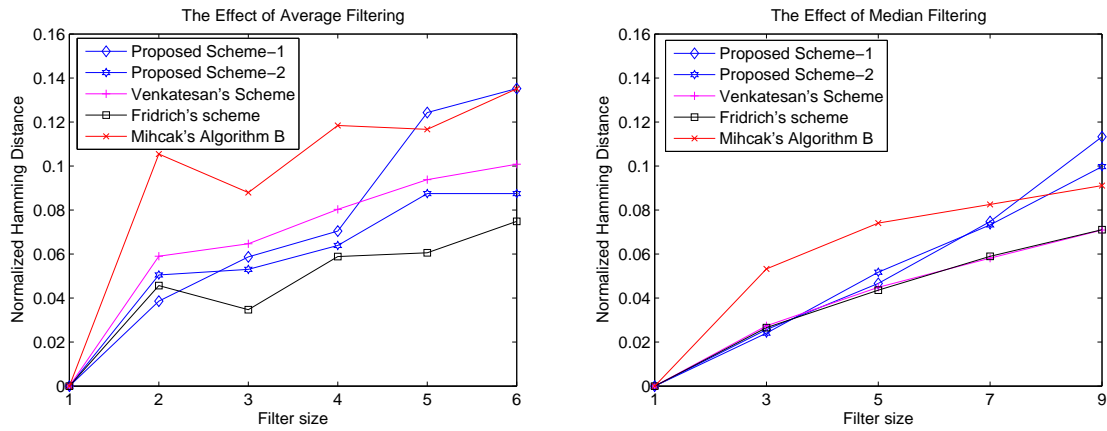 The Effect of Average Filtering
0.16
0.14
0.12
0.1
0.08
0.06
0.04
0.02
0
Normalized Hamming Distance
Proposed Scheme−1
Proposed Scheme−2
Venkatesan's Scheme
Fridrich's scheme
Mihcak's Algorithm B
1 2 3 4 5 6
Filter size
The Effect of Median Filtering
0.16
0.14
0.12
0.1
0.08
0.06
0.04
0.02
0
Normalized Hamming Distance
Proposed Scheme−1
Proposed Scheme−2
Venkatesan's Scheme
Fridrich's scheme
Mihcak's Algorithm B
1 3 5 7 9
Filter size